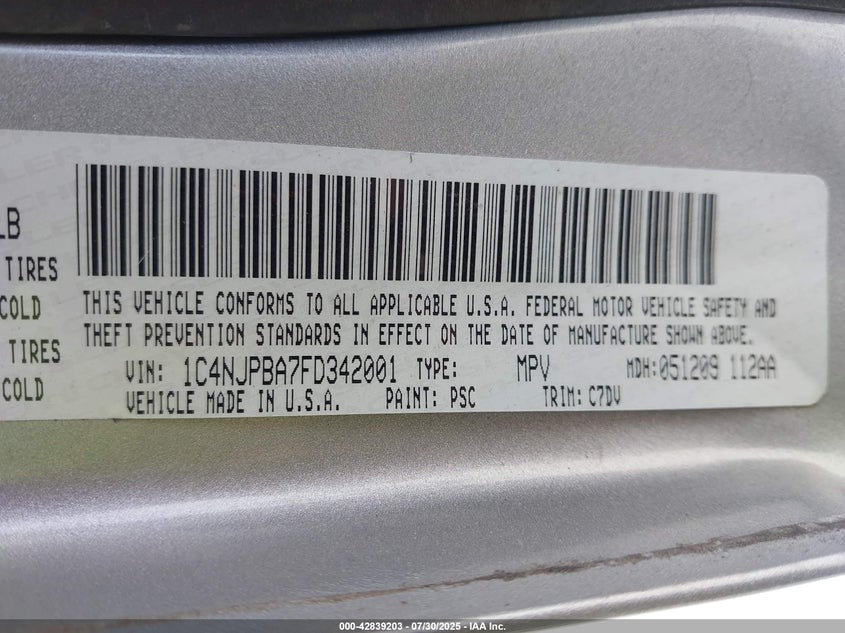 LB
TIRES
COLD
TIRES
COLD
THIS VEHICLE CONFORMS TO ALL APPLICABLE U.S.A. FEDERAL MOTOR VEHICLE SAFETY AND
THEFT PREVENTION STANDARDS IN EFFECT ON THE DATE OF MANUFACTURE SHOWN ABOVE.
VIN: 1C4NJPBA7FD342001 TYPE: MPV MDH:051209 112AA
VEHICLE MADE IN U.S.A. PAINT: PSC TRIM: C7DV
000-42839203 - 07/30/2025 - IAA Inc.